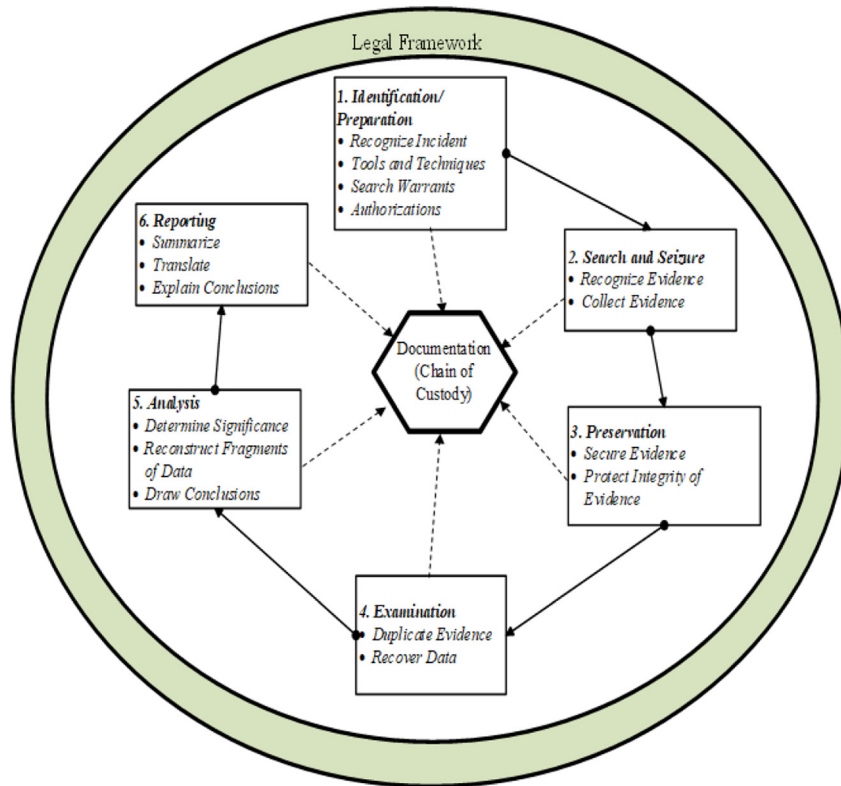 Legal Framework
1. Identification/
Preparation
• Recognize Incident
• Tools and Techniques
• Search Warrants
• Authorizations
2. Search and Seizure
• Recognize Evidence
• Collect Evidence
3. Preservation
• Secure Evidence
• Protect Integrity of
Evidence
4. Examination
• Duplicate Evidence
• Recover Data
5. Analysis
• Determine Significance
• Reconstruct Fragments
of Data
• Draw Conclusions
6. Reporting
• Summarize
• Translate
• Explain Conclusions
Documentation
(Chain of
Custody)